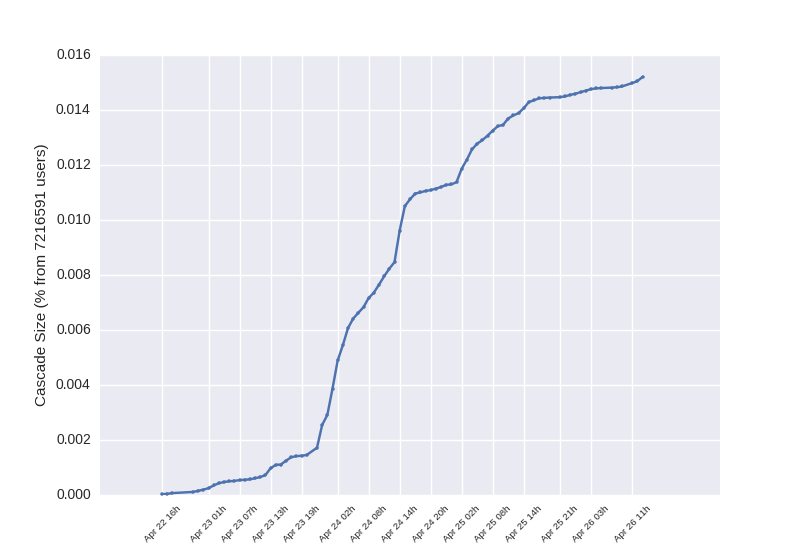 0.016
0.014
0.012
0.010
0.008
0.006
0.004
0.002
0.000
Cascade Size (% from 7216591 users)
Apr 22 16h
Apr 23 01h
Apr 23 07h
Apr 23 13h
Apr 23 19h
Apr 24 02h
Apr 24 08h
Apr 24 14h
Apr 24 20h
Apr 25 02h
Apr 25 08h
Apr 25 14h
Apr 25 21h
Apr 26 03h
Apr 26 11h